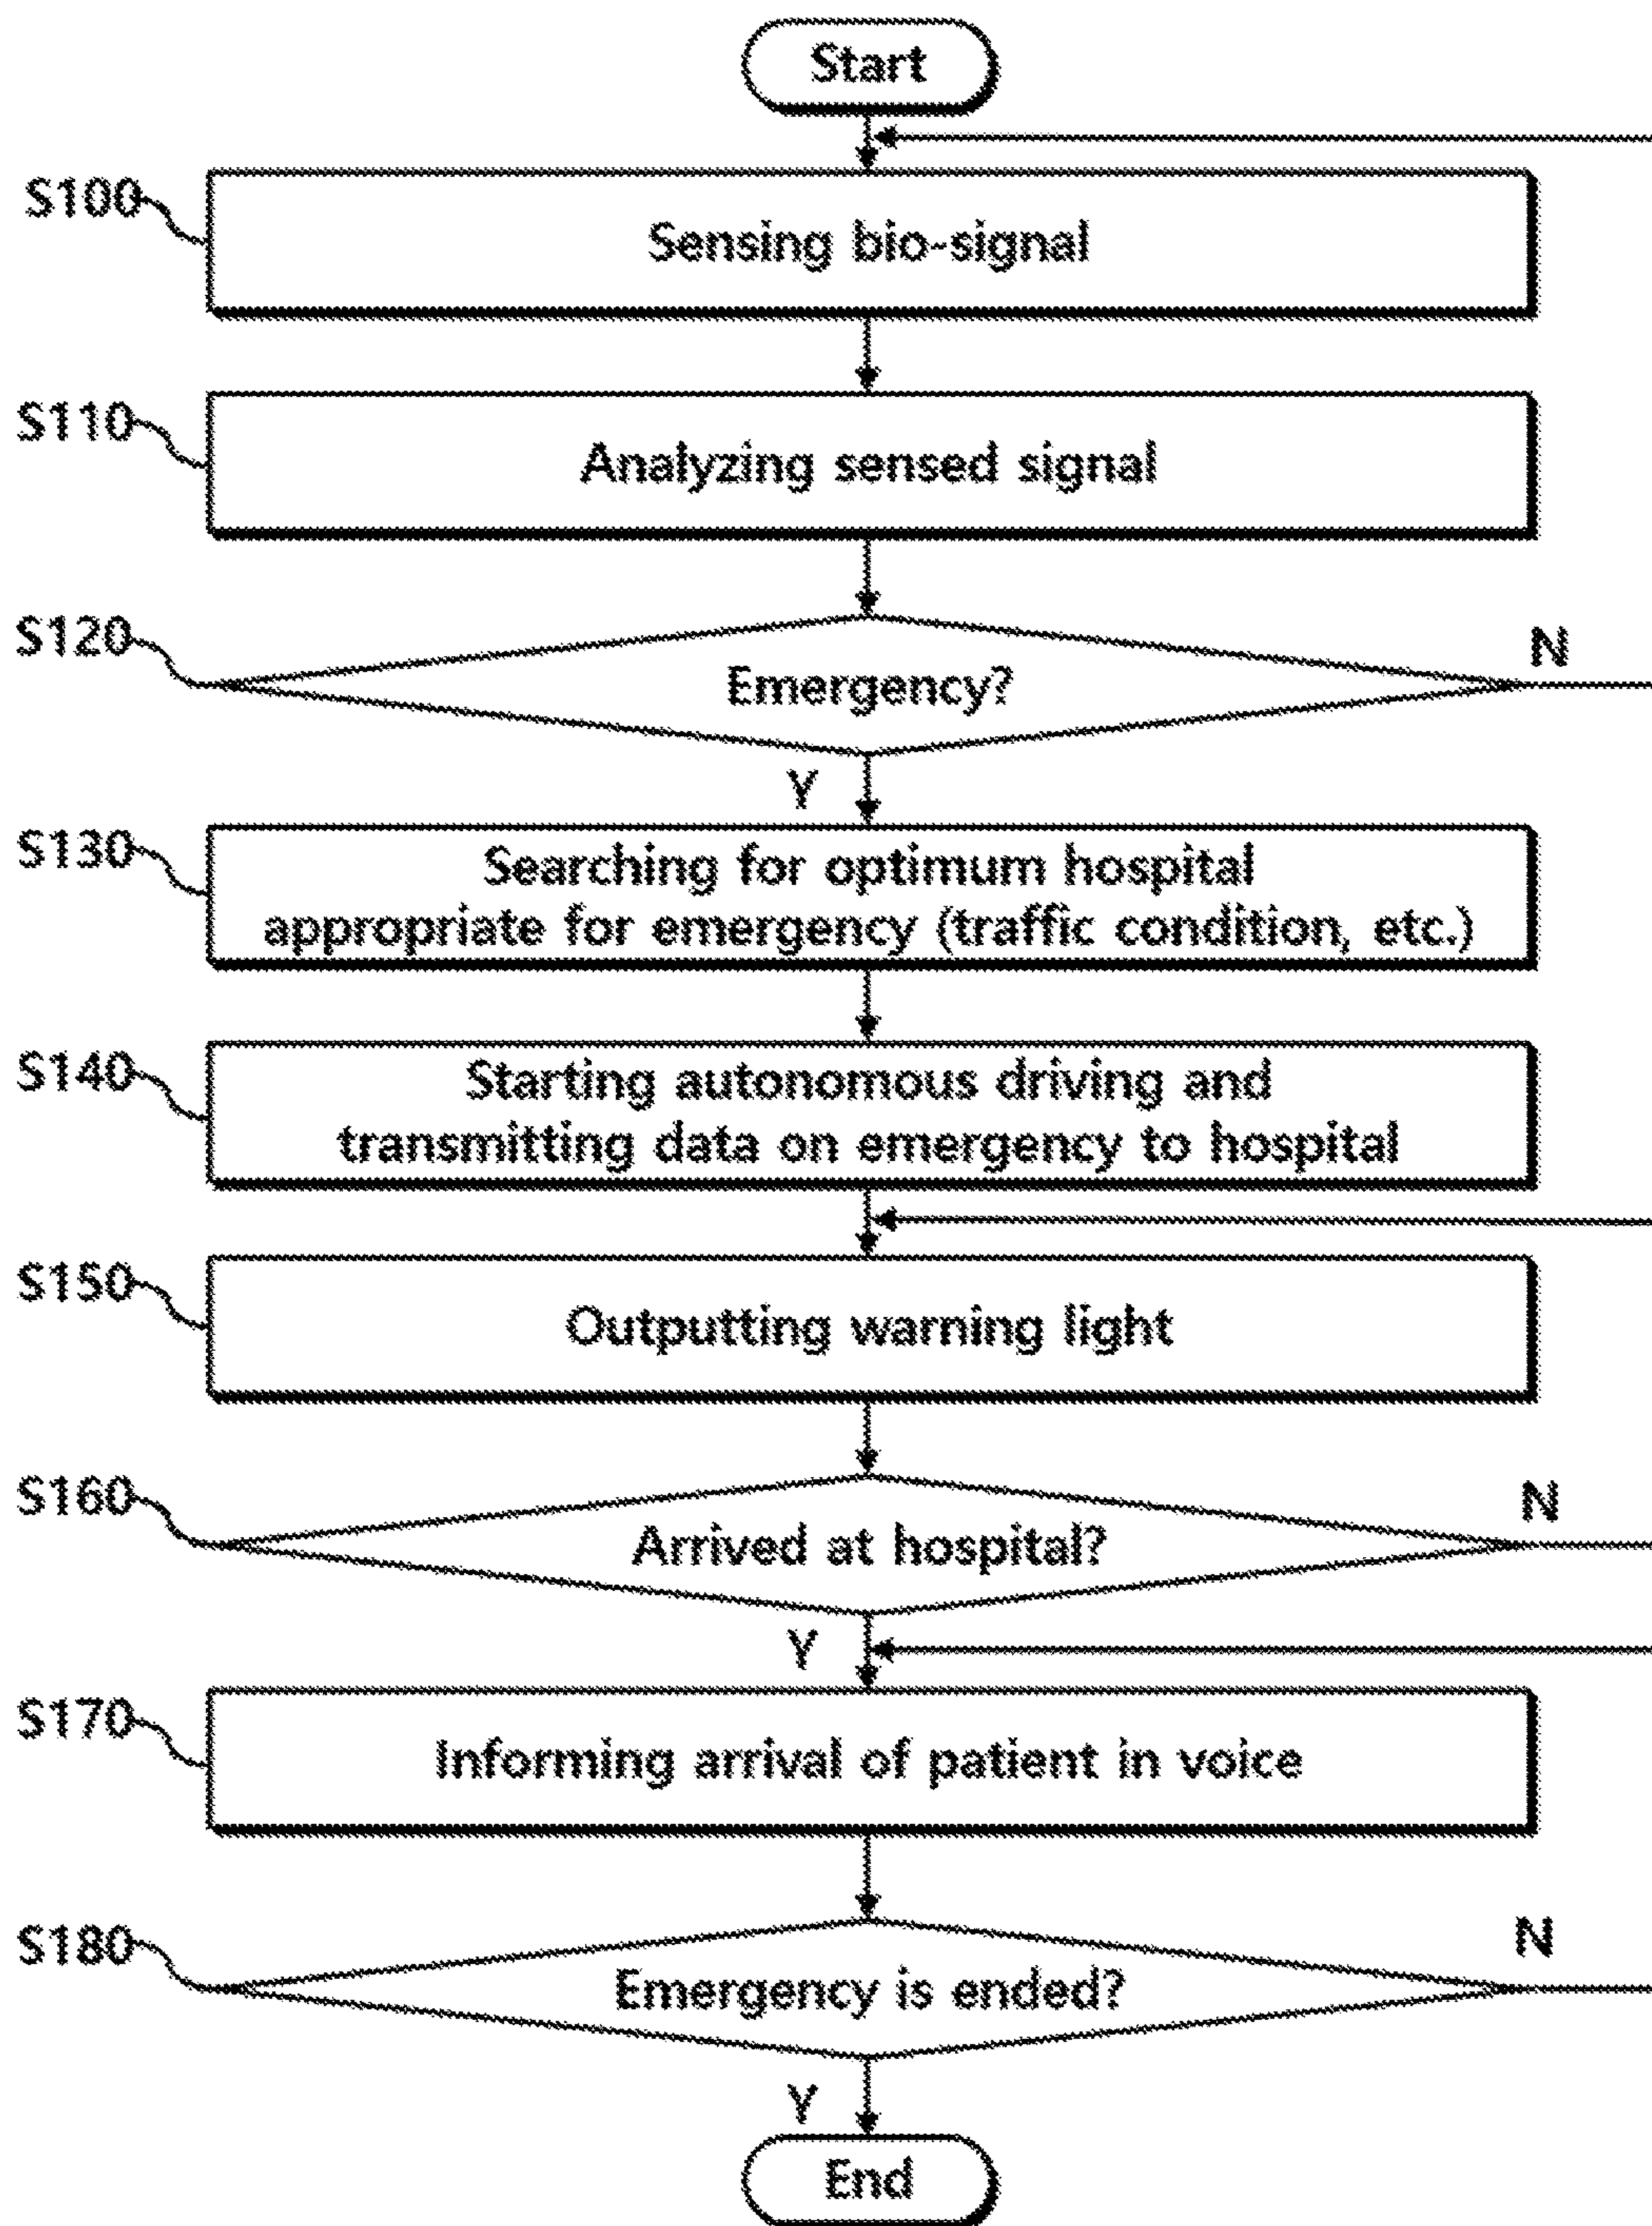 Start
S100
Sensing bio-signal
S110
Analyzing sensed signal
S120
Emergency?
N
Y
S130
Searching for optimum hospital
appropriate for emergency (traffic condition, etc.)
S140
Starting autonomous driving and
transmitting data on emergency to hospital
S150
Outputting warning light
S160
Arrived at hospital?
N
Y
S170
Informing arrival of patient in voice
S180
Emergency is ended?
N
Y
End